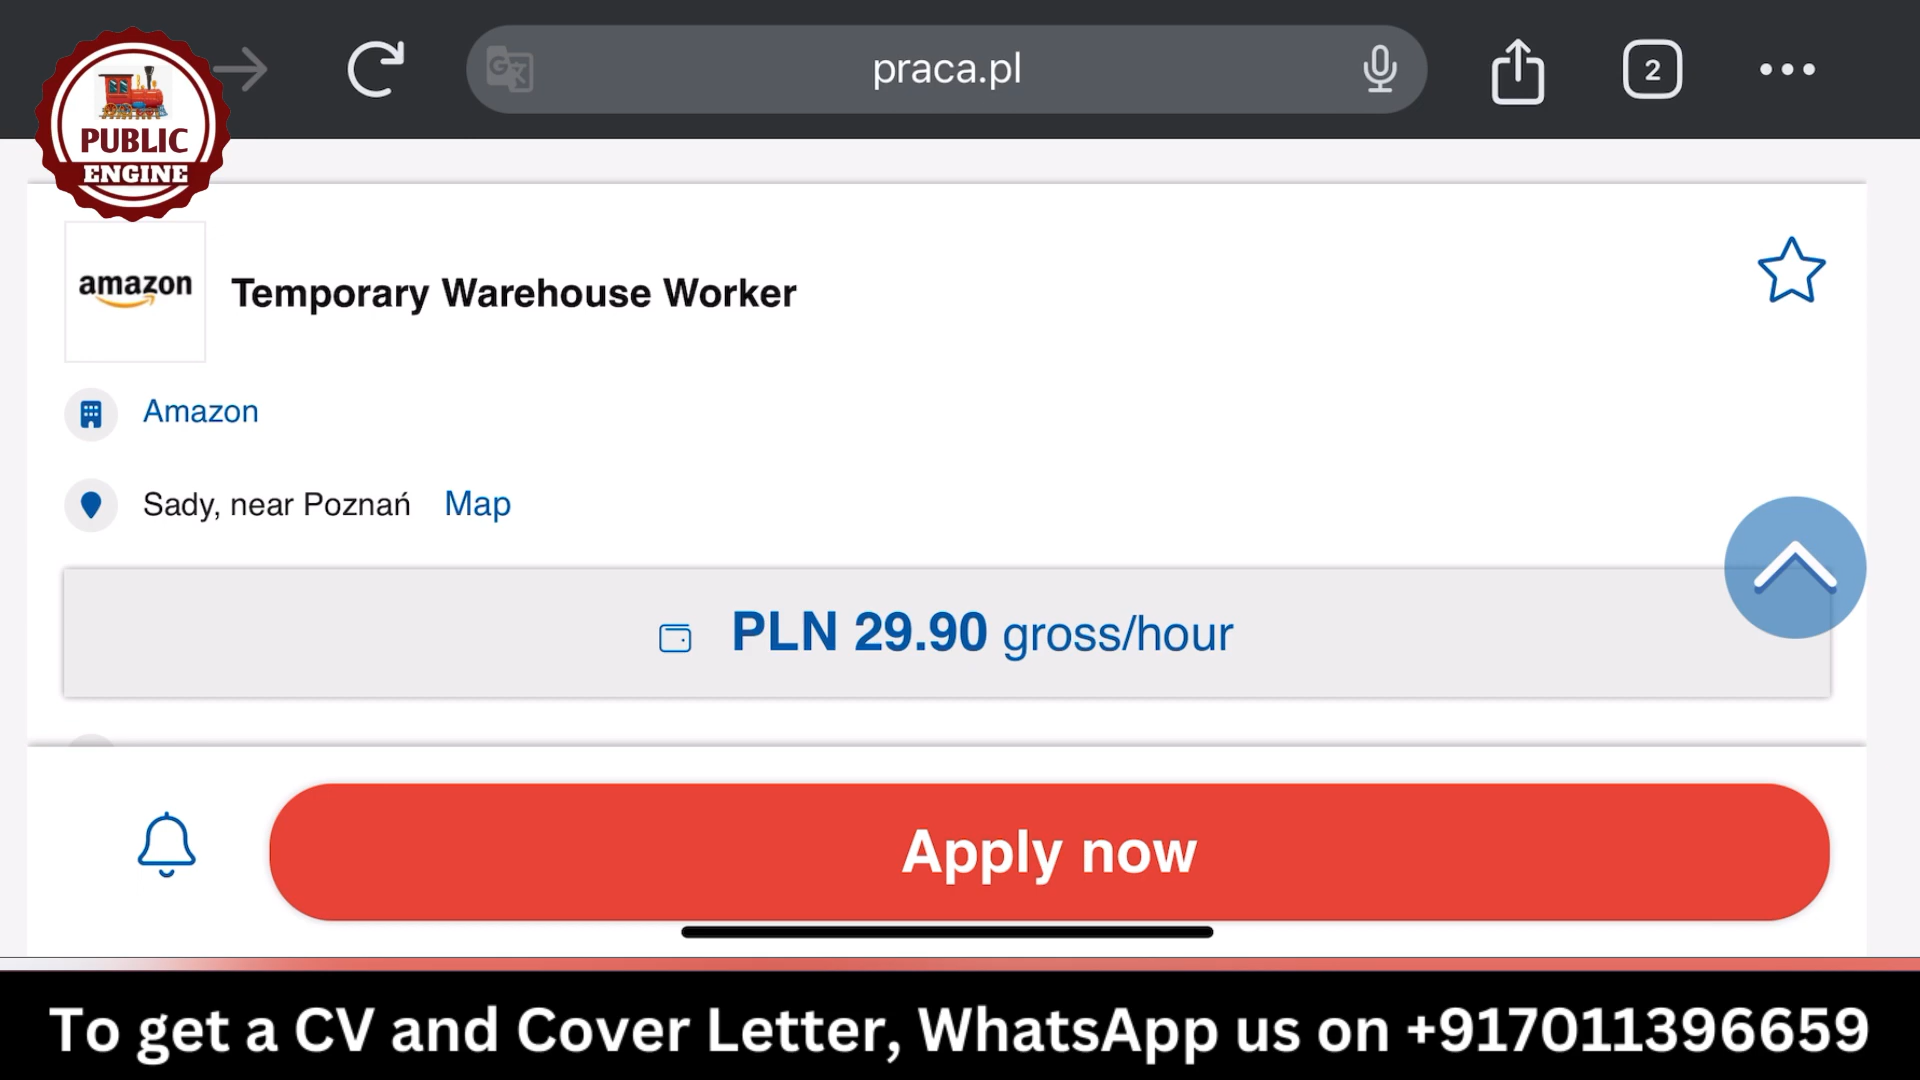 praca.pl
2
PUBLIC
ENGINE
amazon
Temporary Warehouse Worker
Amazon
Sady, near Poznań Map
PLN 29.90 gross/hour
Apply now
To get a CV and Cover Letter, WhatsApp us on +917011396659